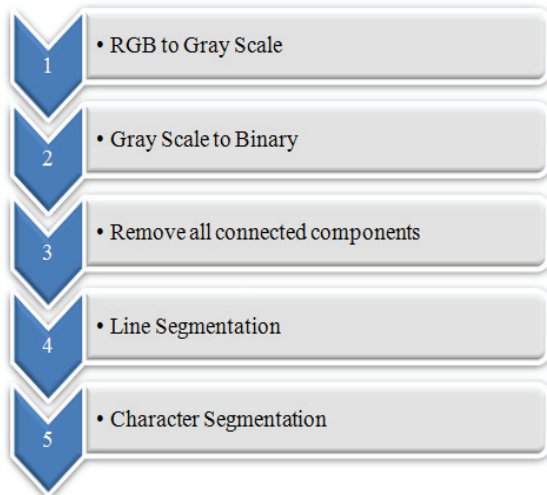 1
• RGB to Gray Scale
2
• Gray Scale to Binary
3
• Remove all connected components
4
• Line Segmentation
5
• Character Segmentation